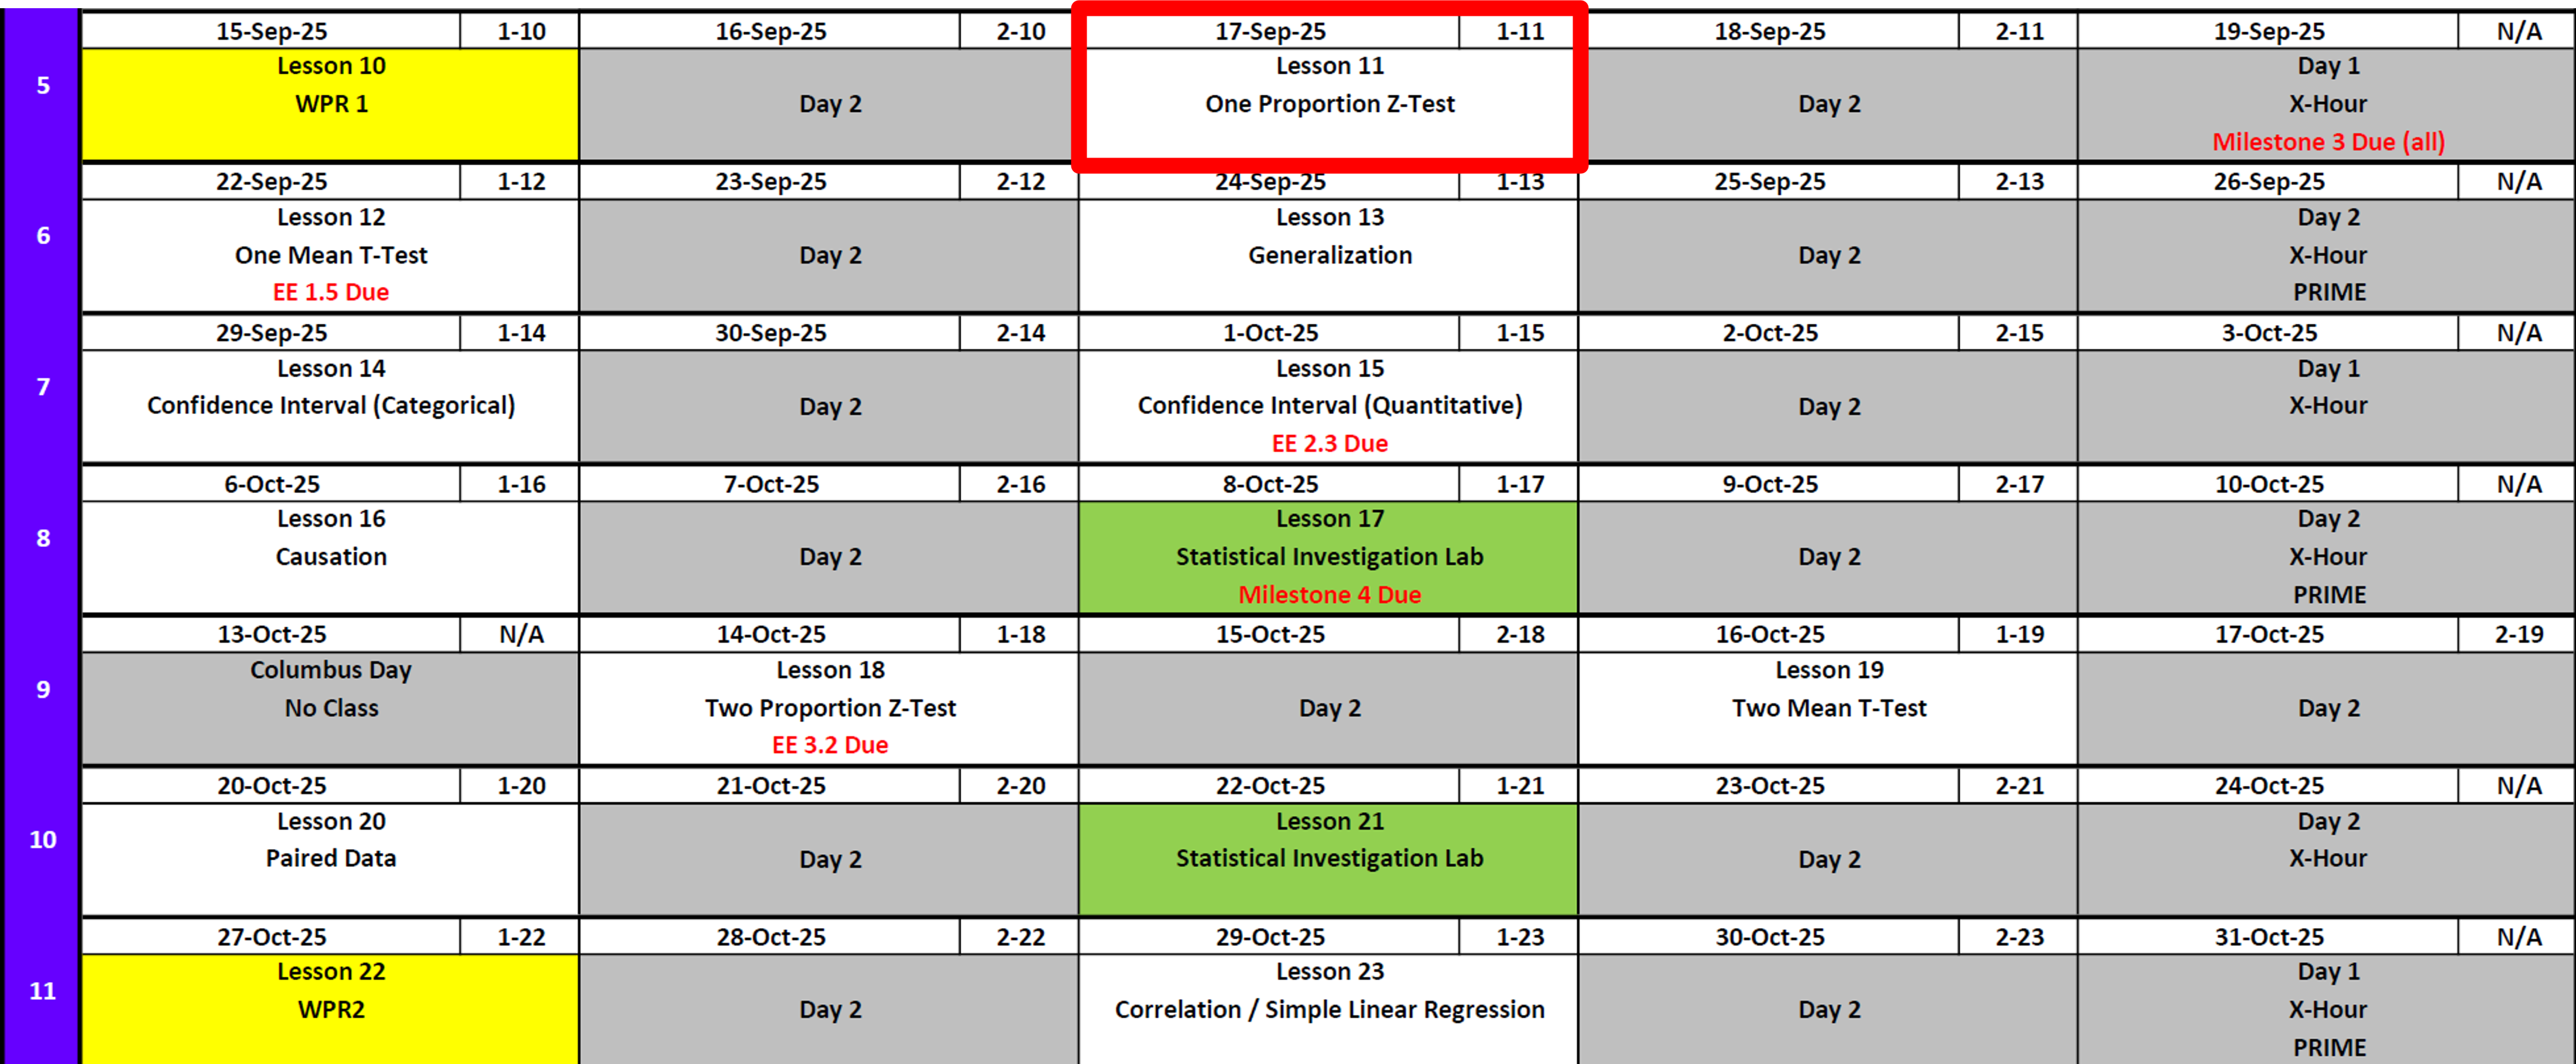 15-Sep-25 1-10 16-Sep-25 2-10 17-Sep-25 1-11 18-Sep-25 2-11 19-Sep-25 N/A
5
Lesson 10
WPR 1
Day 2
Lesson 11
One Proportion Z-Test
Day 2
Day 1
X-Hour
Milestone 3 Due (all)
22-Sep-25 1-12 23-Sep-25 2-12 24-Sep-25 1-13 25-Sep-25 2-13 26-Sep-25 N/A
6
Lesson 12
One Mean T-Test
EE 1.5 Due
Day 2
Lesson 13
Generalization
Day 2
Day 2
X-Hour
PRIME
29-Sep-25 1-14 30-Sep-25 2-14 1-Oct-25 1-15 2-Oct-25 2-15 3-Oct-25 N/A
7
Lesson 14
Confidence Interval (Categorical)
Day 2
Lesson 15
Confidence Interval (Quantitative)
EE 2.3 Due
Day 2
Day 1
X-Hour
6-Oct-25 1-16 7-Oct-25 2-16 8-Oct-25 1-17 9-Oct-25 2-17 10-Oct-25 N/A
8
Lesson 16
Causation
Day 2
Lesson 17
Statistical Investigation Lab
Milestone 4 Due
Day 2
Day 2
X-Hour
PRIME
13-Oct-25 N/A 14-Oct-25 1-18 15-Oct-25 2-18 16-Oct-25 1-19 17-Oct-25 2-19
9
Columbus Day
No Class
Lesson 18
Two Proportion Z-Test
EE 3.2 Due
Day 2
Lesson 19
Two Mean T-Test
Day 2
20-Oct-25 1-20 21-Oct-25 2-20 22-Oct-25 1-21 23-Oct-25 2-21 24-Oct-25 N/A
10
Lesson 20
Paired Data
Day 2
Lesson 21
Statistical Investigation Lab
Day 2
Day 2
X-Hour
27-Oct-25 1-22 28-Oct-25 2-22 29-Oct-25 1-23 30-Oct-25 2-23 31-Oct-25 N/A
11
Lesson 22
WPR2
Day 2
Lesson 23
Correlation / Simple Linear Regression
Day 2
Day 1
X-Hour
PRIME